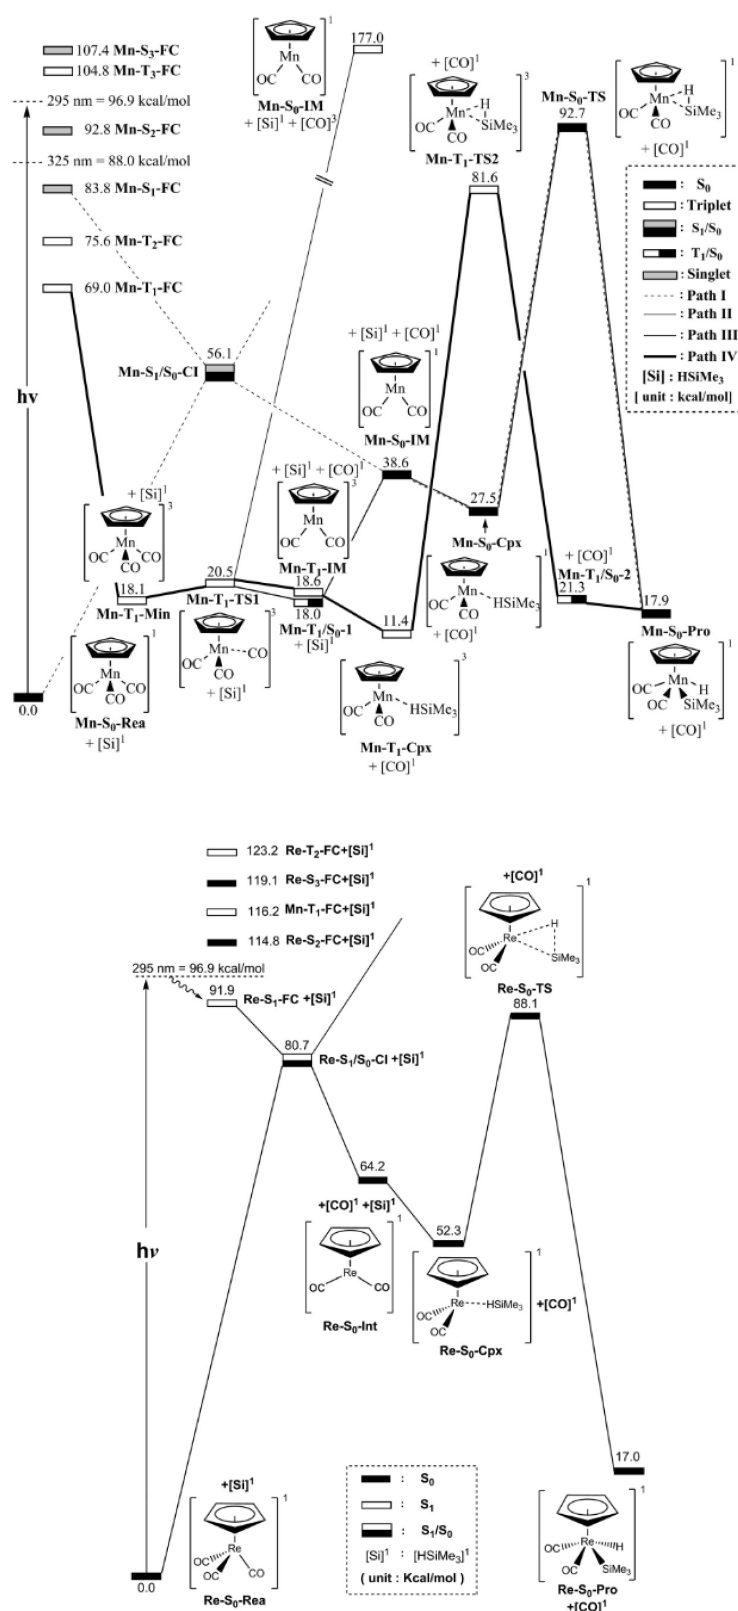 107.4 Mn-S3-FC
104.8 Mn-T3-FC
295 nm = 96.9 kcal/mol
92.8 Mn-S2-FC
325 nm = 88.0 kcal/mol
83.8 Mn-S1-FC
75.6 Mn-T2-FC
69.0 Mn-T1-FC
hν
0.0
Mn
OC CO CO
1
Mn-S0-Rea
+ [Si]1
+ [Si]1
3
Mn
OC CO CO
18.1
Mn-T1-Min
56.1
Mn-S1/S0-CI
20.5
Mn-T1-TS1
3
Mn
OC CO CO
+ [Si]1
1
Mn
OC CO
Mn-S0-IM
+ [Si]1 + [CO]3
177.0
+ [Si]1 + [CO]1
3
Mn
OC CO
Mn-T1-IM
18.6
18.0
Mn-T1/S0-1
+ [Si]1
+ [Si]1 + [CO]1
1
Mn
OC CO
Mn-S0-IM
38.6
11.4
3
Mn
OC CO HSiMe3
Mn-T1-Cpx
+ [CO]1
27.5
Mn-S0-Cpx
1
Mn
OC CO HSiMe3
+ [CO]1
+ [CO]1
3
Mn H
OC CO SiMe3
Mn-T1-TS2
81.6
Mn-S0-TS
92.7
1
Mn H
OC CO SiMe3
+ [CO]1
+ [CO]1
Mn-T1/S0-2
21.3
17.9
Mn-S0-Pro
1
Mn
OC OC H SiMe3
+ [CO]1
: S0
: Triplet
: S1/S0
: T1/S0
: Singlet
: Path I
: Path II
: Path III
: Path IV
[Si] : HSiMe3
[ unit : kcal/mol]
123.2 Re-T2-FC+[Si]1
119.1 Re-S3-FC+[Si]1
116.2 Mn-T1-FC+[Si]1
114.8 Re-S2-FC+[Si]1
295 nm = 96.9 kcal/mol
91.9
Re-S1-FC +[Si]1
80.7
Re-S1/S0-CI +[Si]1
hν
64.2
+[CO]1 +[Si]1
1
Re
OC CO
Re-S0-Int
52.3
1
Re
OC OC HSiMe3
+[CO]1
Re-S0-Cpx
+[CO]1
1
Re H
OC OC SiMe3
Re-S0-TS
88.1
17.0
1
OC Re H
OC SiMe3
Re-S0-Pro
+[CO]1
+[Si]1
1
Re
OC OC CO
0.0
Re-S0-Rea
: S0
: S1
: S1/S0
[Si]1 : [HSiMe3]1
( unit : Kcal/mol )